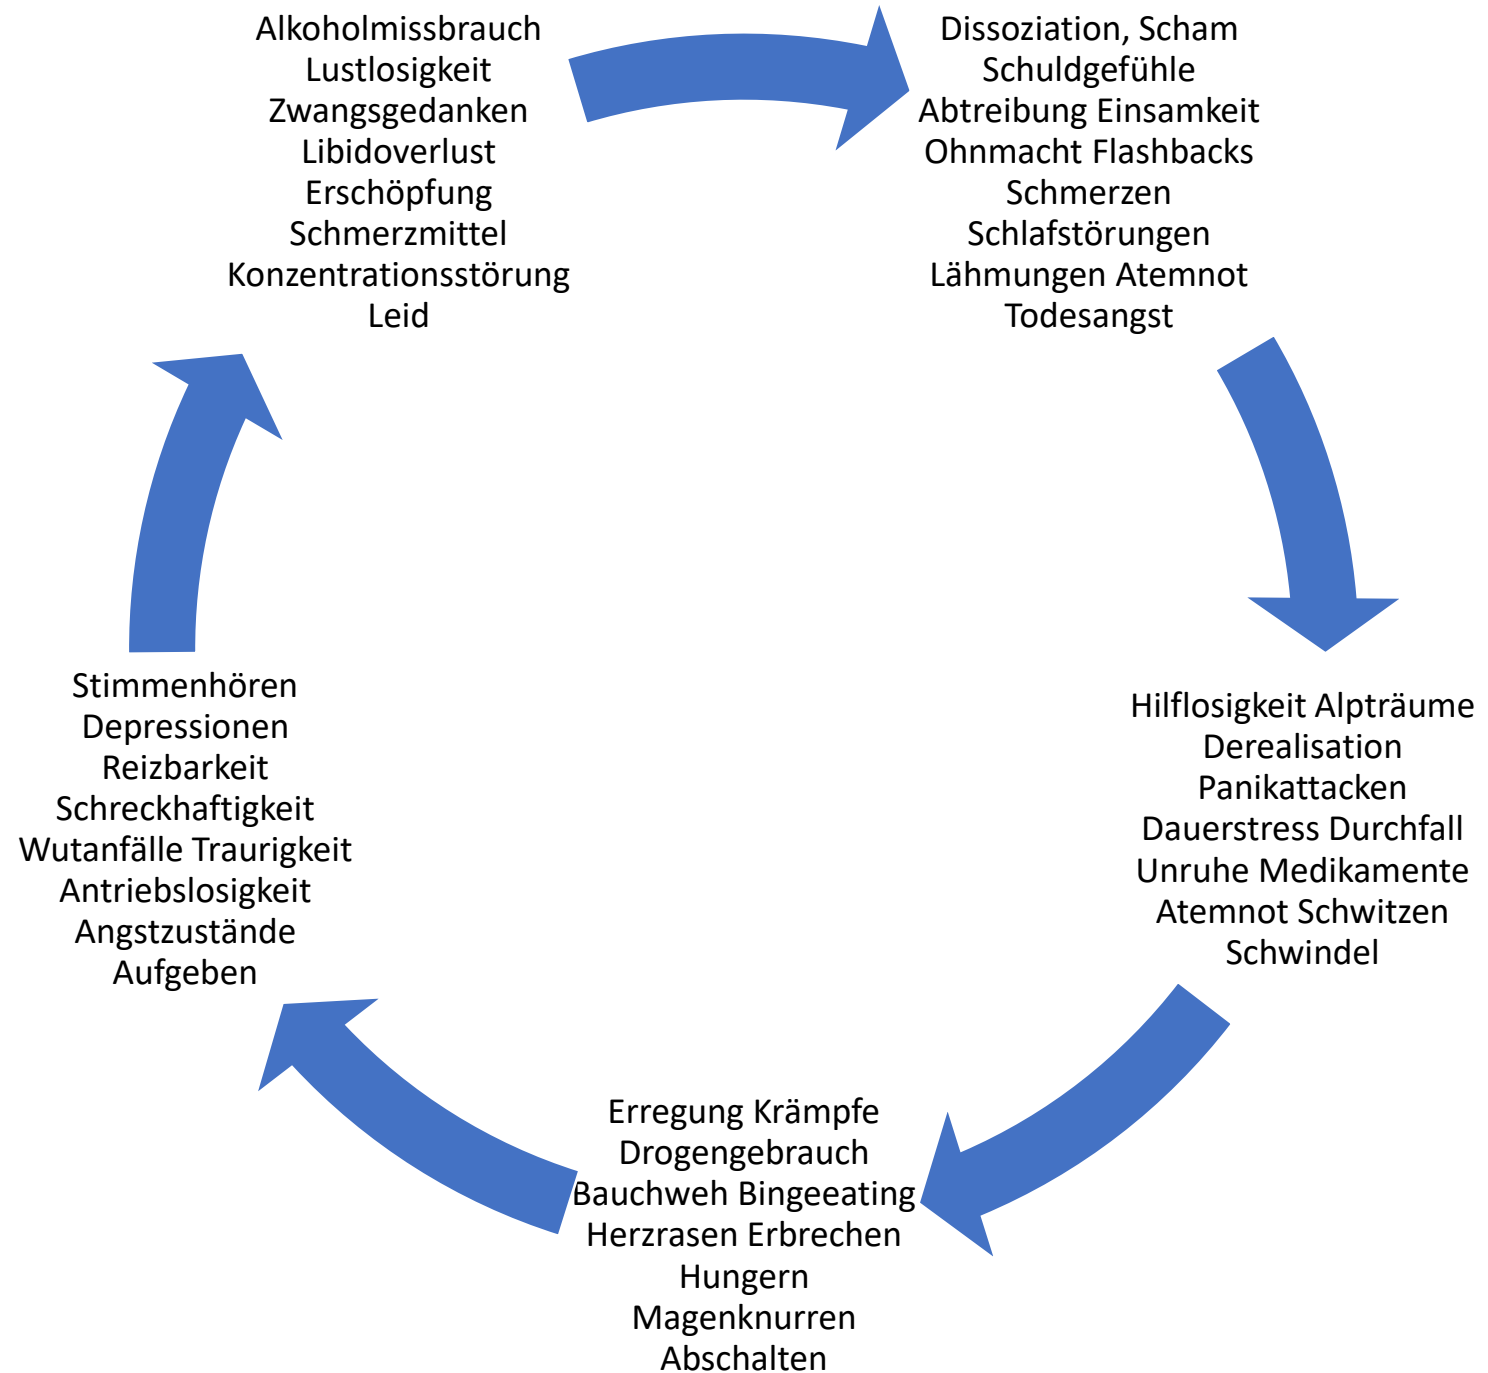 Alkoholmissbrauch
Lustlosigkeit
Zwangsgedanken
Libidoverlust
Erschöpfung
Schmerzmittel
Konzentrationsstörung
Leid
Dissoziation, Scham
Schuldgefühle
Abtreibung Einsamkeit
Ohnmacht Flashbacks
Schmerzen
Schlafstörungen
Lähmungen Atemnot
Todesangst
Hilflosigkeit Alpträume
Derealisation
Panikattacken
Dauerstress Durchfall
Unruhe Medikamente
Atemnot Schwitzen
Schwindel
Erregung Krämpfe
Drogengebrauch
Bauchweh Bingeeating
Herzrasen Erbrechen
Hungern
Magenknurren
Abschalten
Stimmenhören
Depressionen
Reizbarkeit
Schreckhaftigkeit
Wutanfälle Traurigkeit
Antriebslosigkeit
Angstzustände
Aufgeben